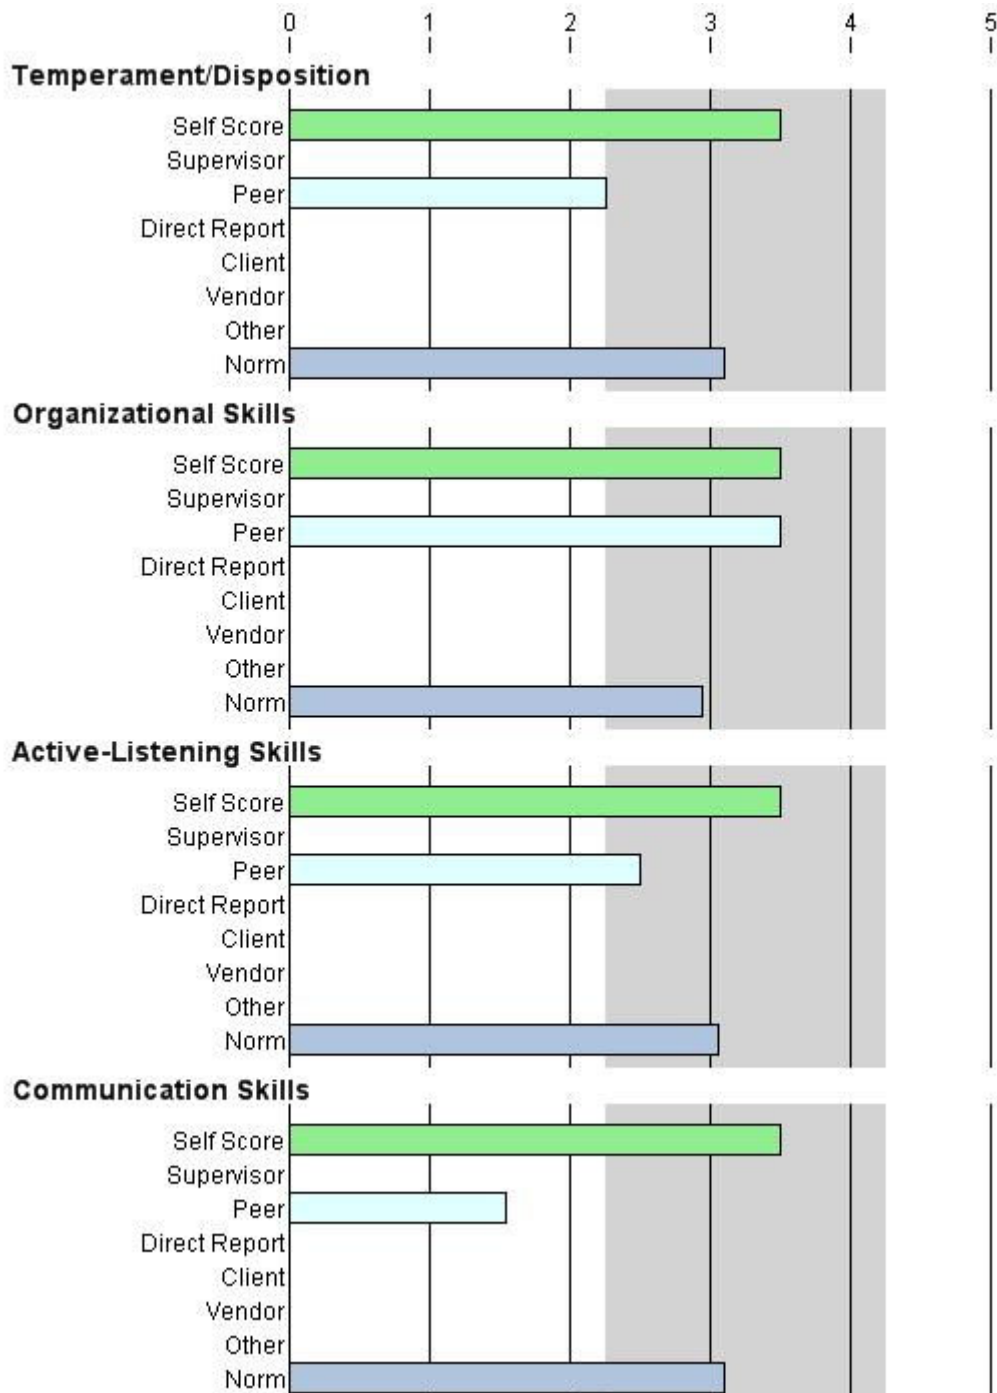 0 1 2 3 4 5
Temperament/Disposition
Self Score
Supervisor
Peer
Direct Report
Client
Vendor
Other
Norm
Organizational Skills
Self Score
Supervisor
Peer
Direct Report
Client
Vendor
Other
Norm
Active-Listening Skills
Self Score
Supervisor
Peer
Direct Report
Client
Vendor
Other
Norm
Communication Skills
Self Score
Supervisor
Peer
Direct Report
Client
Vendor
Other
Norm